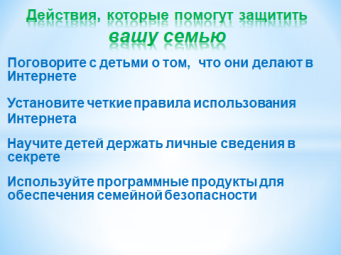 Действия, которые помогут защитить
вашу семью
Поговорите с детьми о том, что они делают в
Интернете
Установите четкие правила использования
Интернета
Научите детей держать личные сведения в
секрете
Используйте программные продукты для
обеспечения семейной безопасности